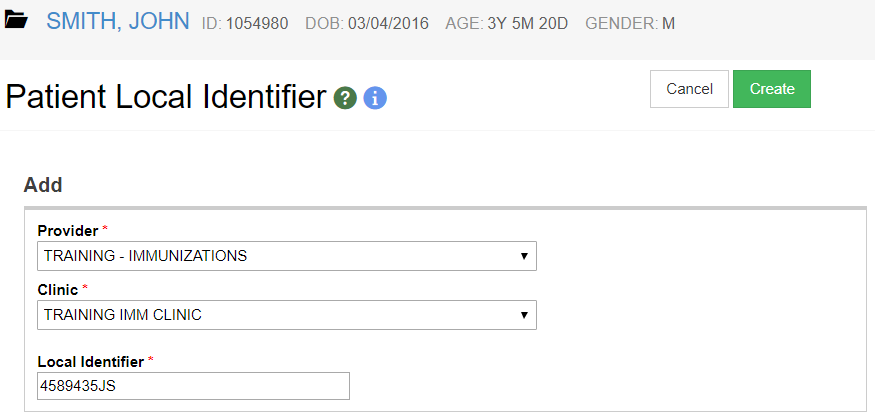 SMITH, JOHN ID: 1054980 DOB: 03/04/2016 AGE: 3Y 5M 20D GENDER: M
Patient Local Identifier ? i Cancel Create
Add
Provider *
TRAINING - IMMUNIZATIONS
Clinic *
TRAINING IMM CLINIC
Local Identifier *
4589435JS